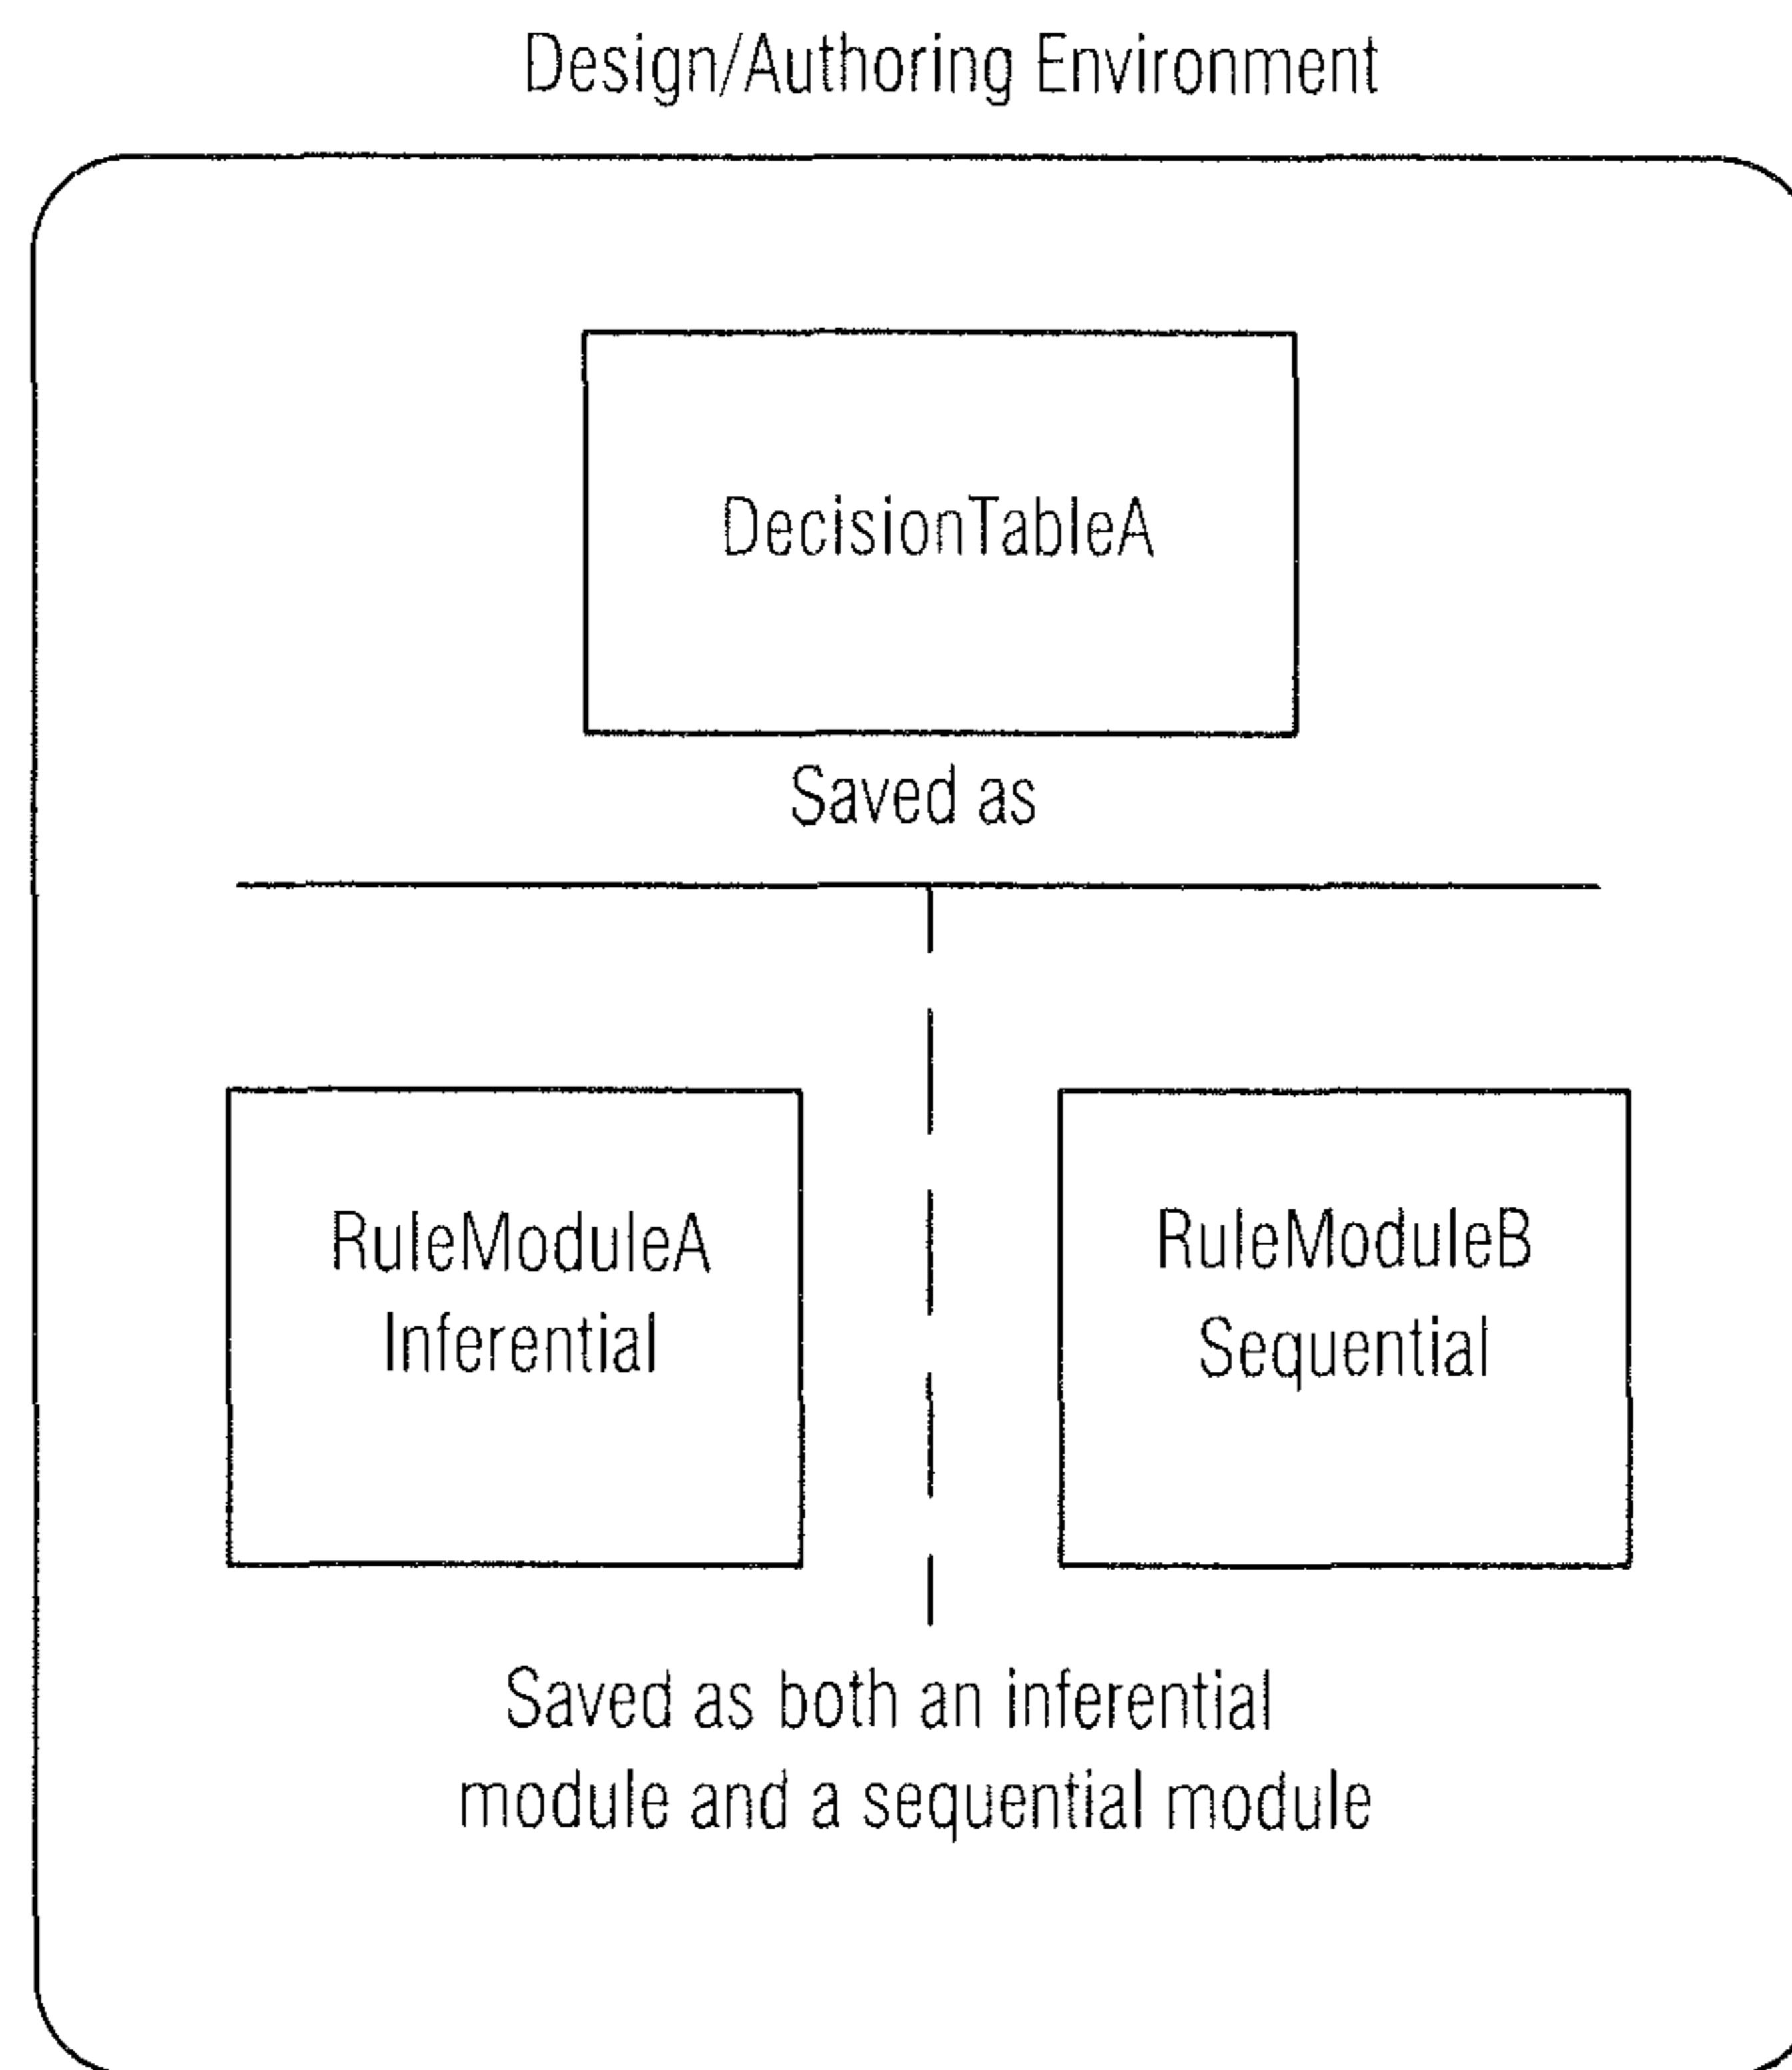 Design/Authoring Environment
DecisionTableA
Saved as
RuleModuleA
Inferential
RuleModuleB
Sequential
Saved as both an inferential
module and a sequential module